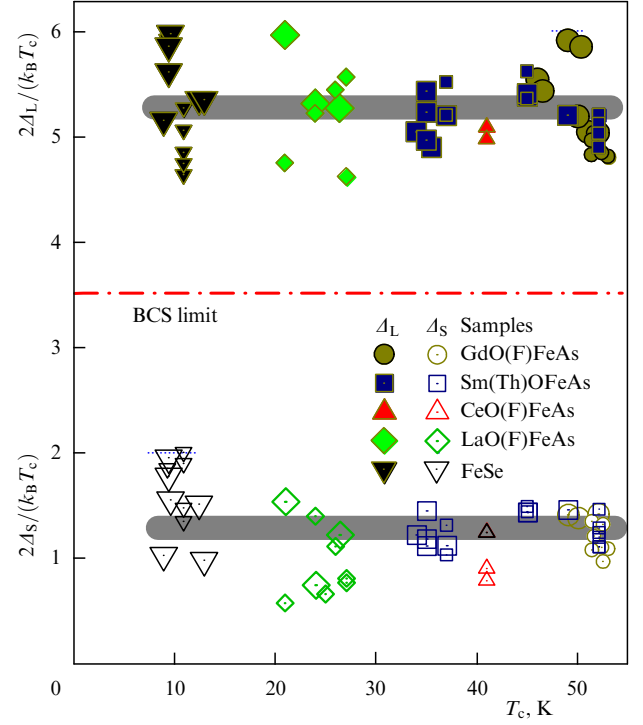 6
5
4
3
2
1
0
2Δ_L/(k_B T_c)
2Δ_S/(k_B T_c)
BCS limit
Δ_L Δ_S Samples
GdO(F)FeAs
Sm(Th)OFeAs
CeO(F)FeAs
LaO(F)FeAs
FeSe
10 20 30 40 50
T_c, K